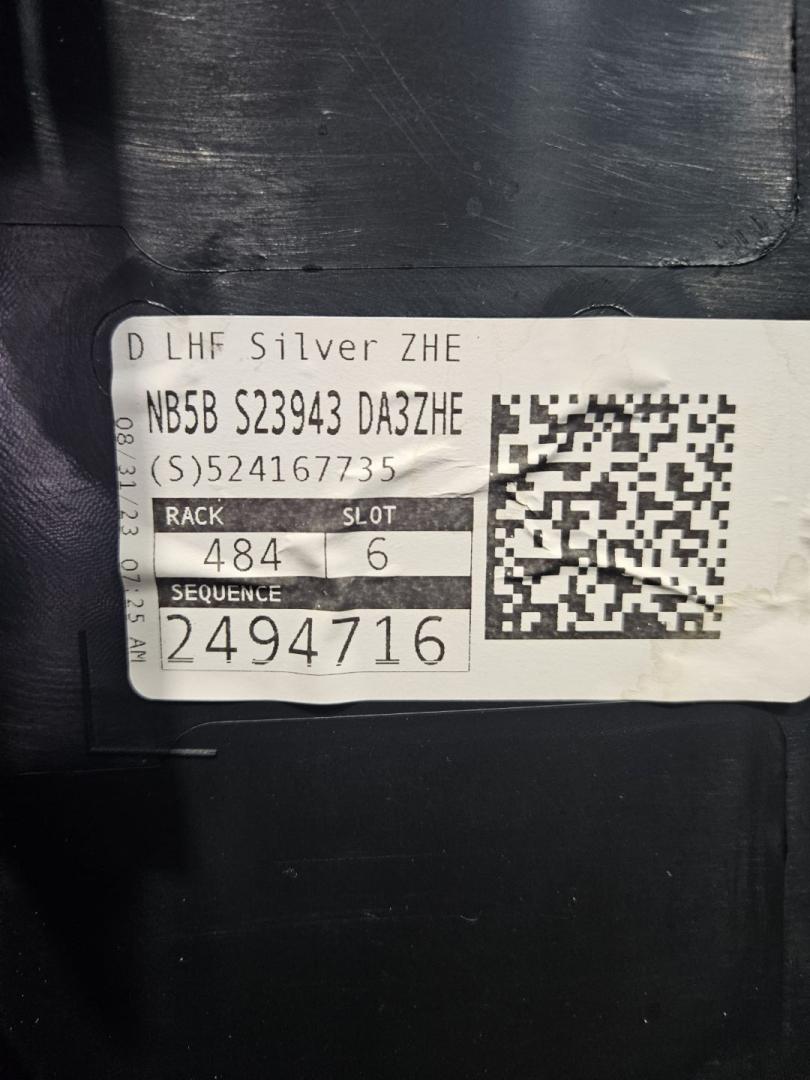 D LHF Silver ZHE
NB5B S23943 DA3ZHE
(S)524167735
RACK SLOT
484 6
SEQUENCE
2494716
08/31/23 07:25 AM